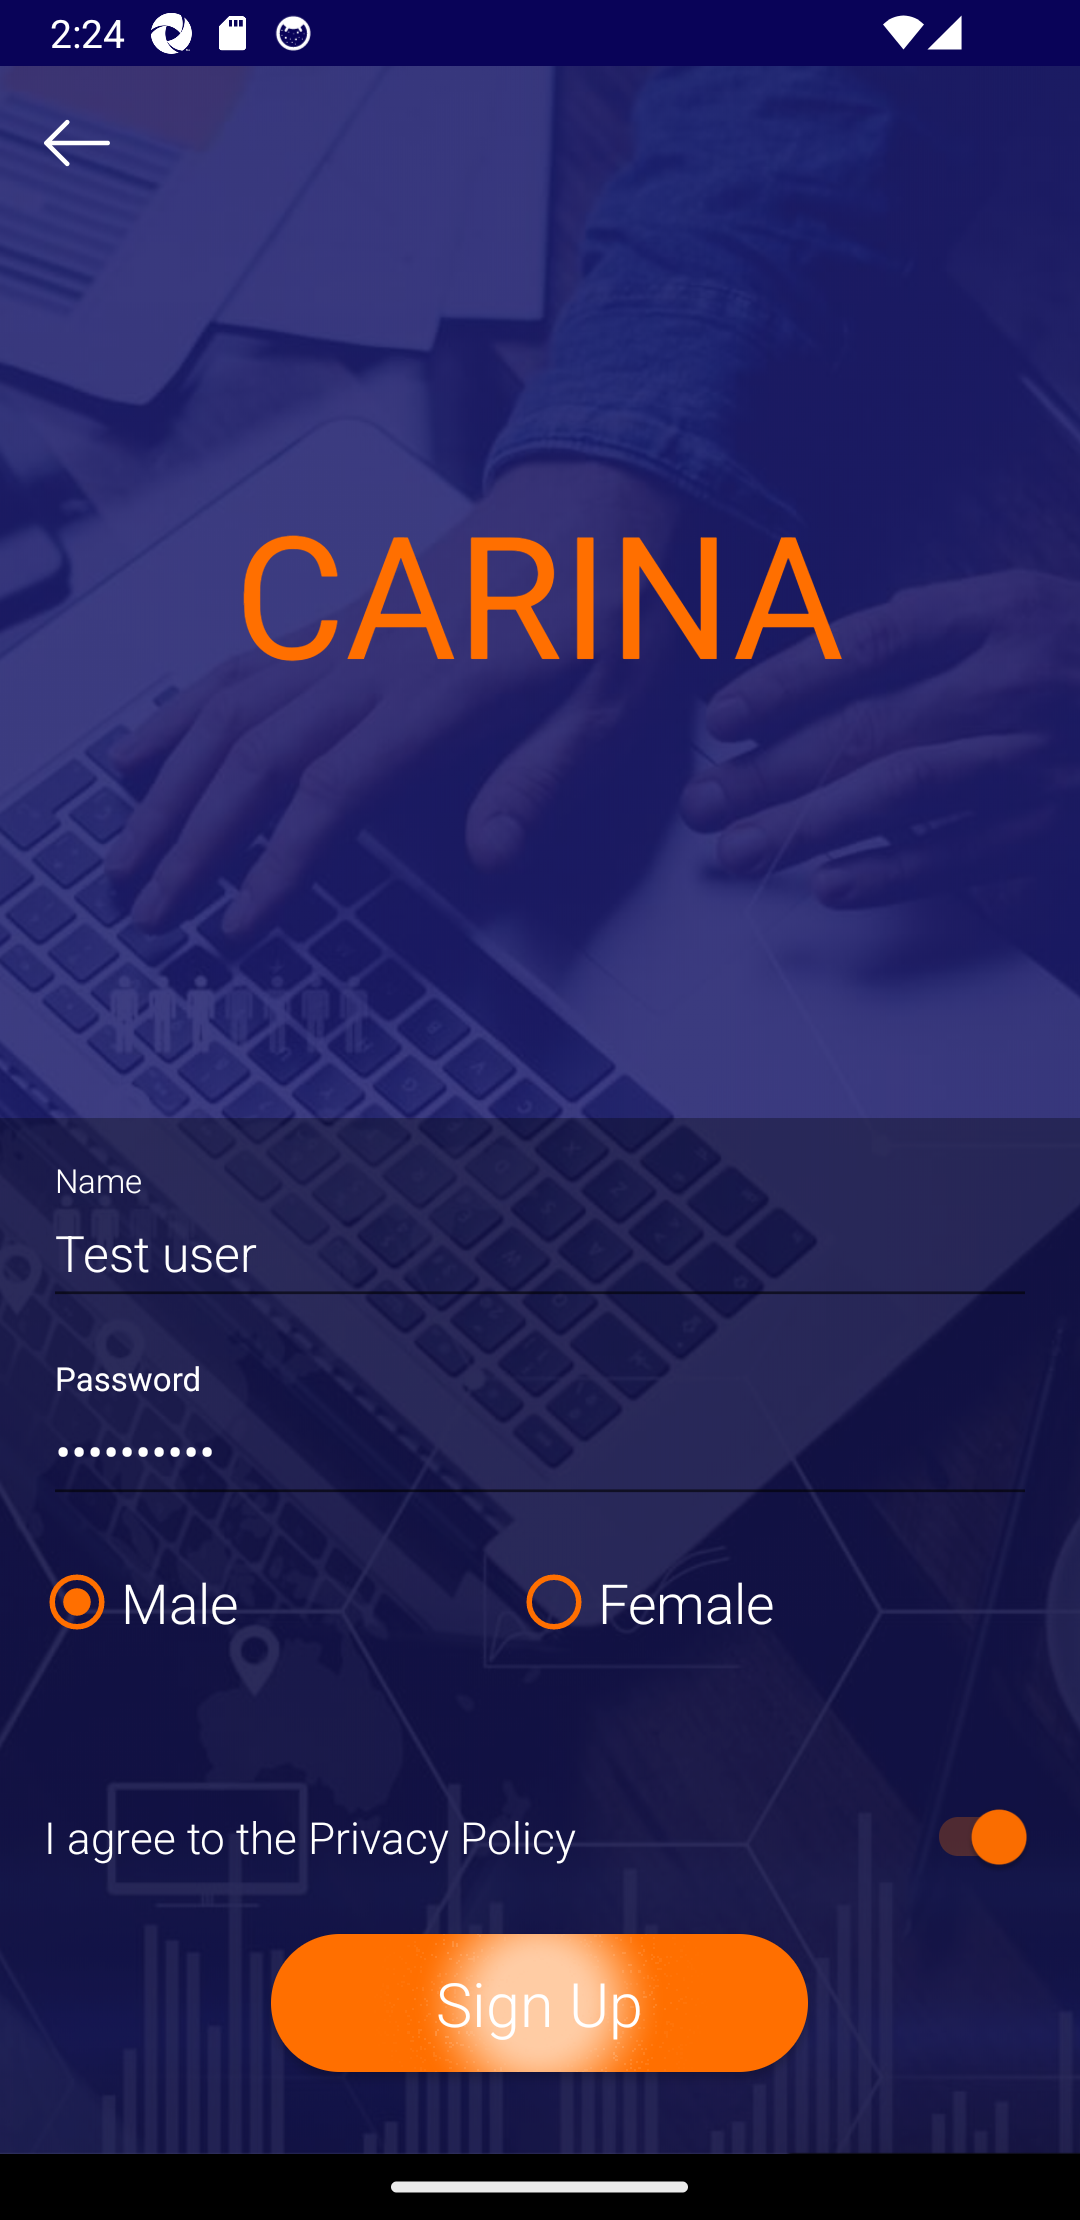 2:24
CARINA
Name
Test user
Password
••••••••••
Male
Female
I agree to the Privacy Policy
Sign Up